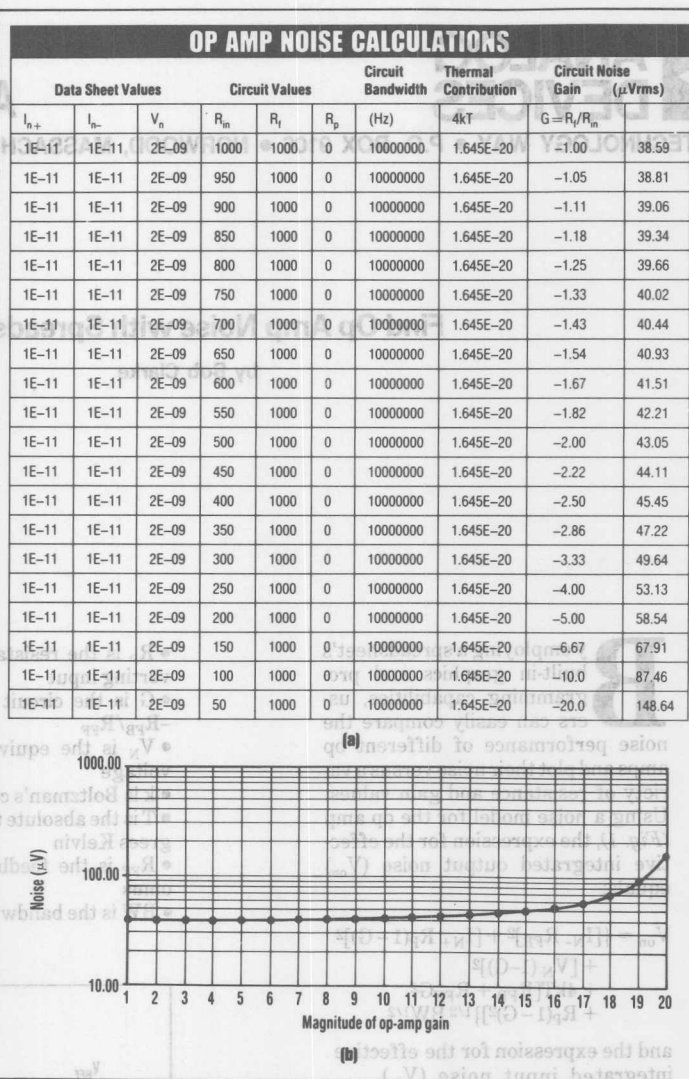 OP AMP NOISE CALCULATIONS
Data Sheet Values Circuit Values Circuit Bandwidth Thermal Contribution Circuit Noise Gain (μVrms)
In+ In– Vn Rin Rf Rp (Hz) 4kT G=Rf/Rin
1E–11 1E–11 2E–09 1000 1000 0 10000000 1.645E–20 –1.00 38.59
1E–11 1E–11 2E–09 950 1000 0 10000000 1.645E–20 –1.05 38.81
1E–11 1E–11 2E–09 900 1000 0 10000000 1.645E–20 –1.11 39.06
1E–11 1E–11 2E–09 850 1000 0 10000000 1.645E–20 –1.18 39.34
1E–11 1E–11 2E–09 800 1000 0 10000000 1.645E–20 –1.25 39.66
1E–11 1E–11 2E–09 750 1000 0 10000000 1.645E–20 –1.33 40.02
1E–11 1E–11 2E–09 700 1000 0 10000000 1.645E–20 –1.43 40.44
1E–11 1E–11 2E–09 650 1000 0 10000000 1.645E–20 –1.54 40.93
1E–11 1E–11 2E–09 600 1000 0 10000000 1.645E–20 –1.67 41.51
1E–11 1E–11 2E–09 550 1000 0 10000000 1.645E–20 –1.82 42.21
1E–11 1E–11 2E–09 500 1000 0 10000000 1.645E–20 –2.00 43.05
1E–11 1E–11 2E–09 450 1000 0 10000000 1.645E–20 –2.22 44.11
1E–11 1E–11 2E–09 400 1000 0 10000000 1.645E–20 –2.50 45.45
1E–11 1E–11 2E–09 350 1000 0 10000000 1.645E–20 –2.86 47.22
1E–11 1E–11 2E–09 300 1000 0 10000000 1.645E–20 –3.33 49.64
1E–11 1E–11 2E–09 250 1000 0 10000000 1.645E–20 –4.00 53.13
1E–11 1E–11 2E–09 200 1000 0 10000000 1.645E–20 –5.00 58.54
1E–11 1E–11 2E–09 150 1000 0 10000000 1.645E–20 –6.67 67.91
1E–11 1E–11 2E–09 100 1000 0 10000000 1.645E–20 –10.0 87.46
1E–11 1E–11 2E–09 50 1000 0 10000000 1.645E–20 –20.0 148.64
(a)
1000.00
100.00
10.00
Noise (μV)
1 2 3 4 5 6 7 8 9 10 11 12 13 14 15 16 17 18 19 20
Magnitude of op-amp gain
(b)